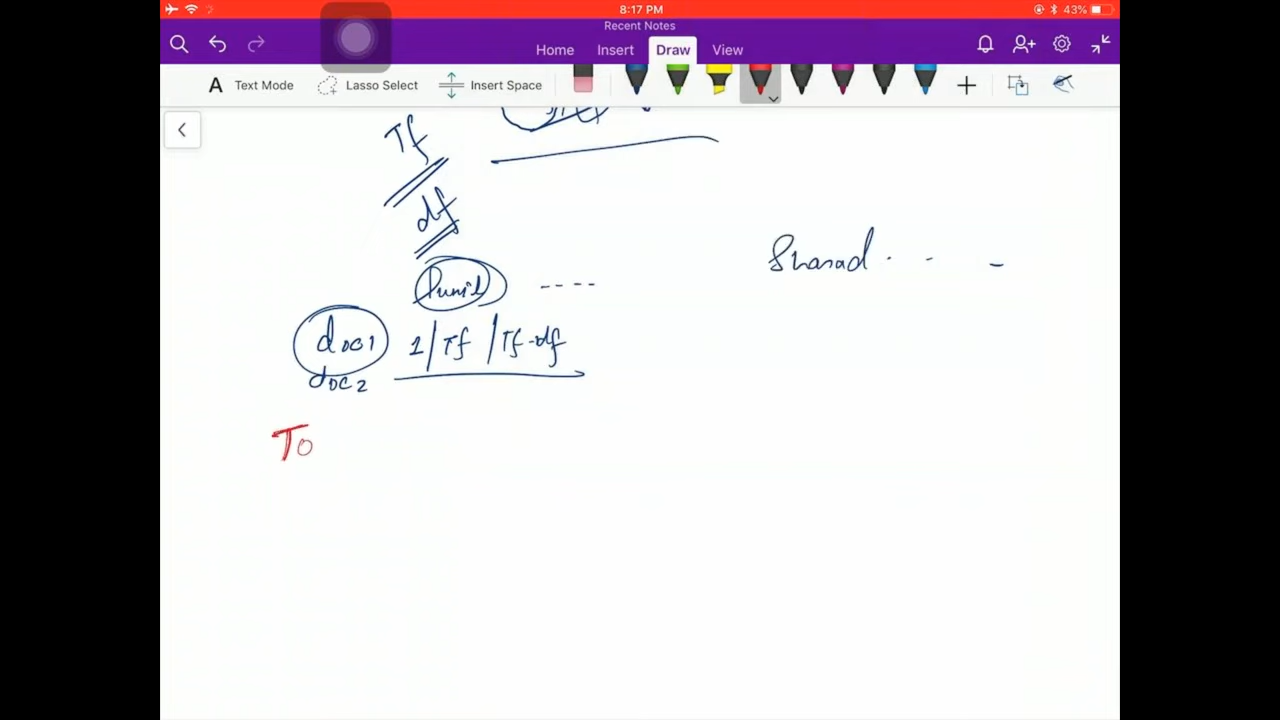 8:17 PM
43%
Recent Notes
Home Insert Draw View
A Text Mode Lasso Select Insert Space
Tf
df
Sharad . - -
----
doc1 1/Tf/Tf-df
doc2
To